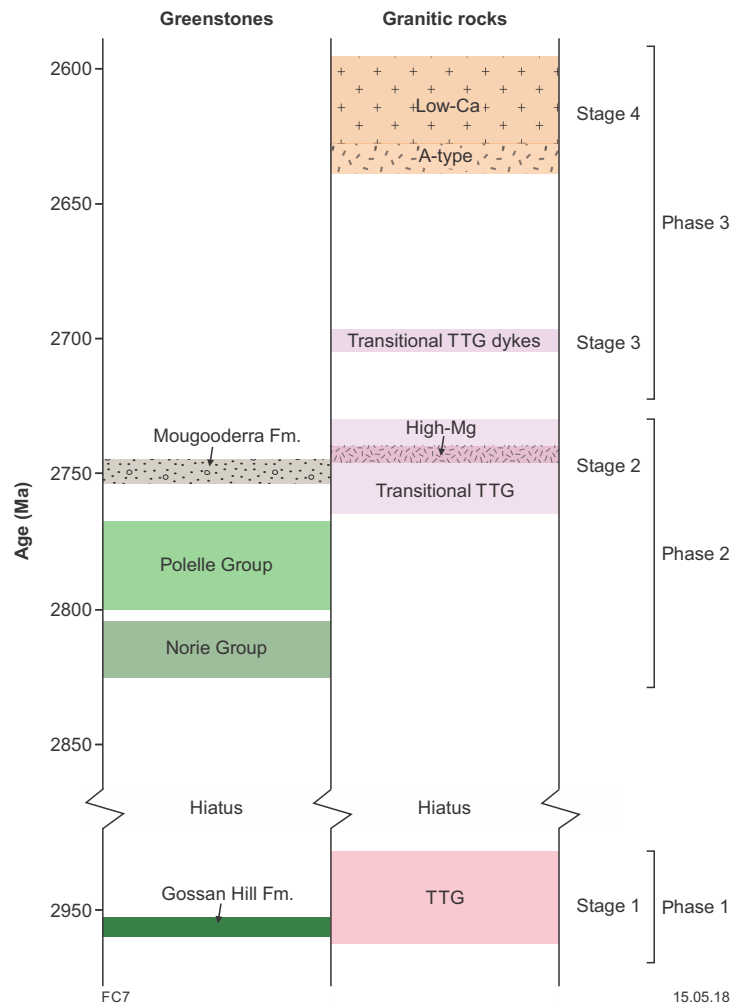 Greenstones
Granitic rocks
Age (Ma)
2600
2650
2700
2750
2800
2850
2950
Low-Ca
A-type
Stage 4
Phase 3
Transitional TTG dykes
Stage 3
High-Mg
Mougooderra Fm.
Stage 2
Transitional TTG
Phase 2
Polelle Group
Norie Group
Hiatus
Hiatus
Gossan Hill Fm.
TTG
Stage 1
Phase 1
FC7
15.05.18